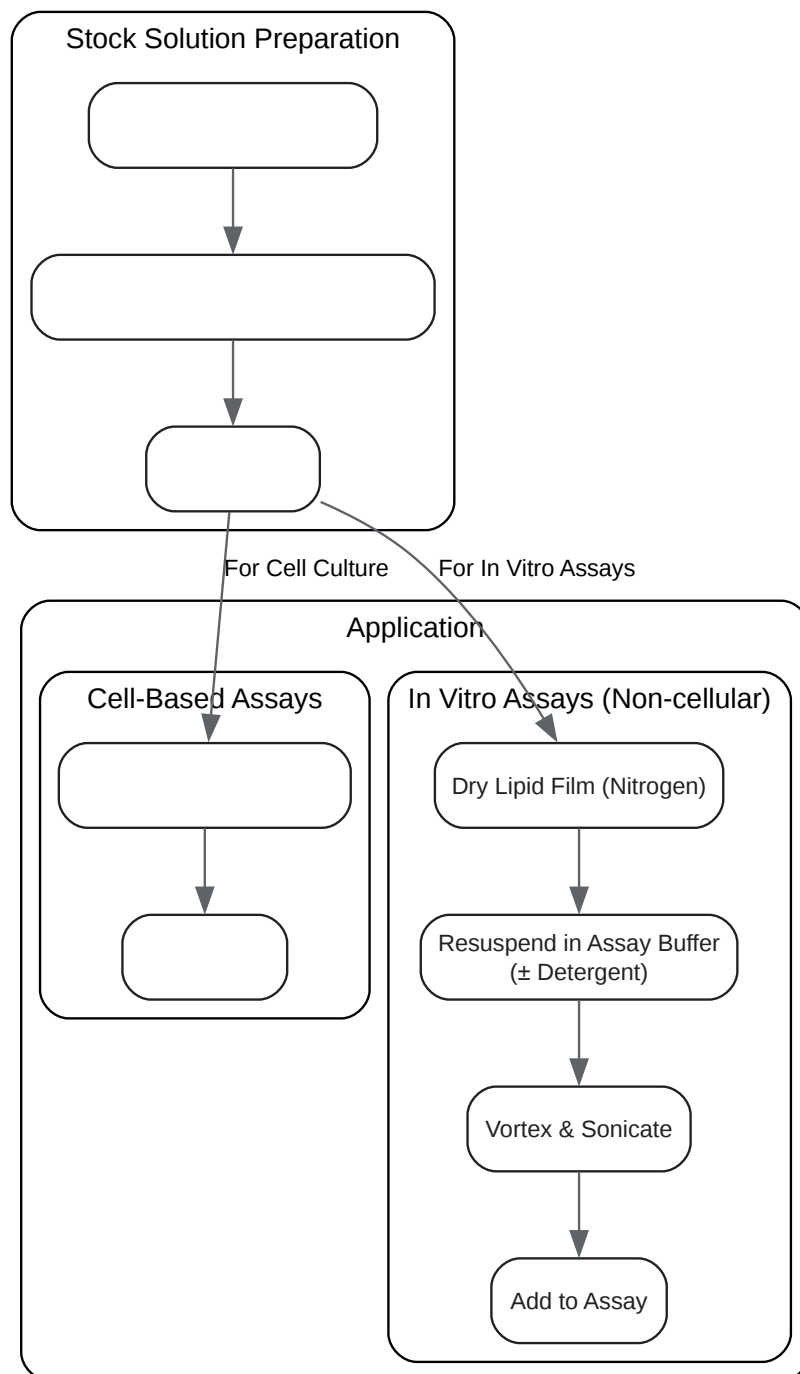 Stock Solution Preparation
For Cell Culture
For In Vitro Assays
Application
Cell-Based Assays
In Vitro Assays (Non-cellular)
Dry Lipid Film (Nitrogen)
Resuspend in Assay Buffer
(± Detergent)
Vortex & Sonicate
Add to Assay